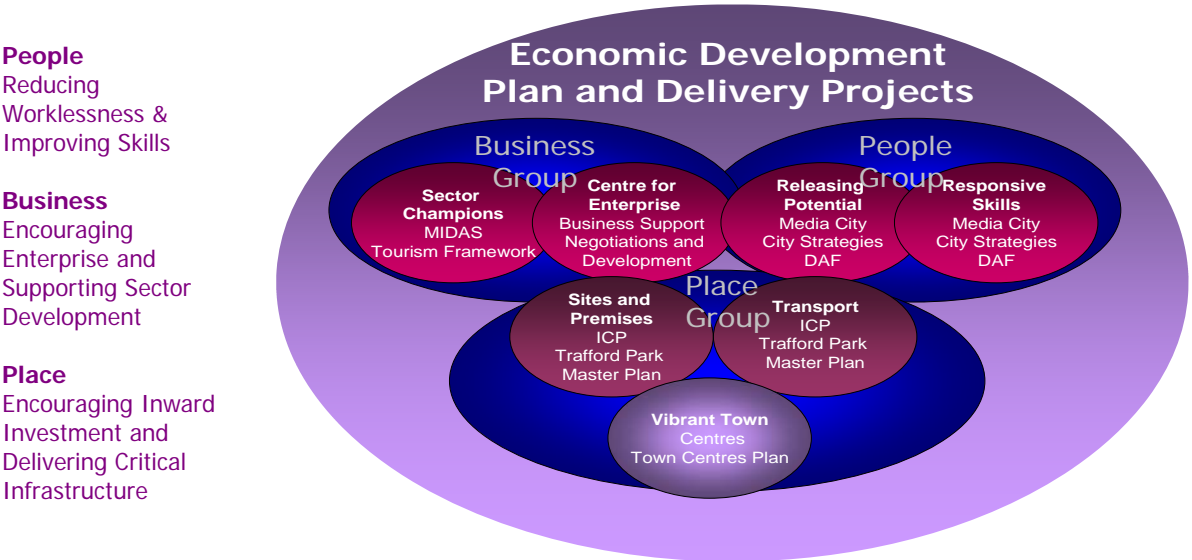 People
Reducing
Worklessness &
Improving Skills
Business
Encouraging
Enterprise and
Supporting Sector
Development
Place
Encouraging Inward
Investment and
Delivering Critical
Infrastructure
Economic Development
Plan and Delivery Projects
Business
Group
Sector
Champions
MIDAS
Tourism Framework
Centre for
Enterprise
Business Support
Negotiations and
Development
People
Group
Releasing
Potential
Media City
City Strategies
DAF
Responsive
Skills
Media City
City Strategies
DAF
Place
Group
Sites and
Premises
ICP
Trafford Park
Master Plan
Transport
ICP
Trafford Park
Master Plan
Vibrant Town
Centres
Town Centres Plan